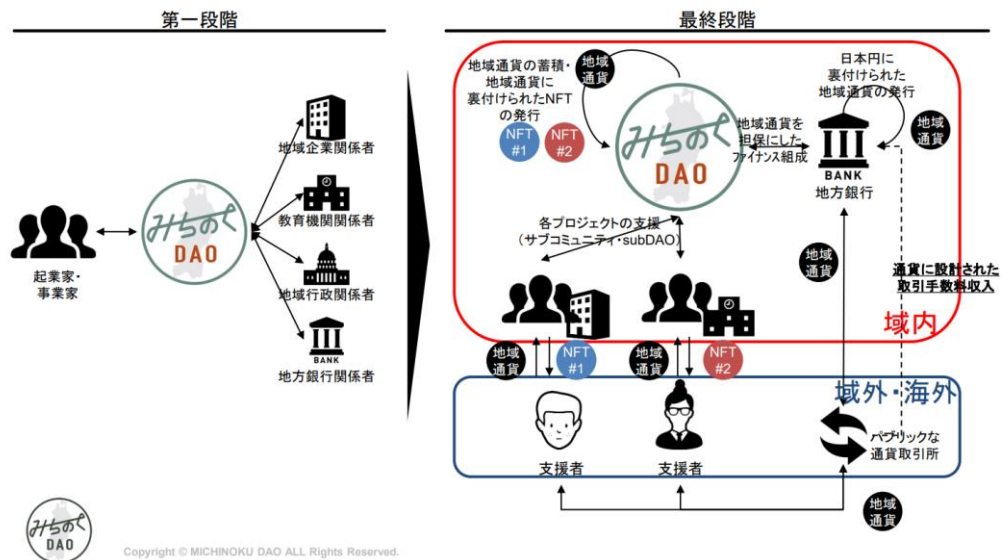 第一段階
みちのく
DAO
起業家・
事業家
地域企業関係者
教育機関関係者
地域行政関係者
BANK
地方銀行関係者
最終段階
地域通貨の蓄積・
地域通貨に
裏付けられたNFT
の発行
地域
通貨
NFT
#1
NFT
#2
みちのく
DAO
地域通貨を
担保にした
ファイナンス組成
日本円に
裏付けられた
地域通貨の発行
地域
通貨
BANK
地方銀行
各プロジェクトの支援
(サブコミュニティ・subDAO)
地域
通貨
通貨に設計された
取引手数料収入
域内
地域
通貨
NFT
#1
地域
通貨
NFT
#2
域外・海外
支援者
支援者
パブリックな
通貨取引所
地域
通貨
みちのく
DAO
Copyright © MICHINOKU DAO ALL Rights Reserved.